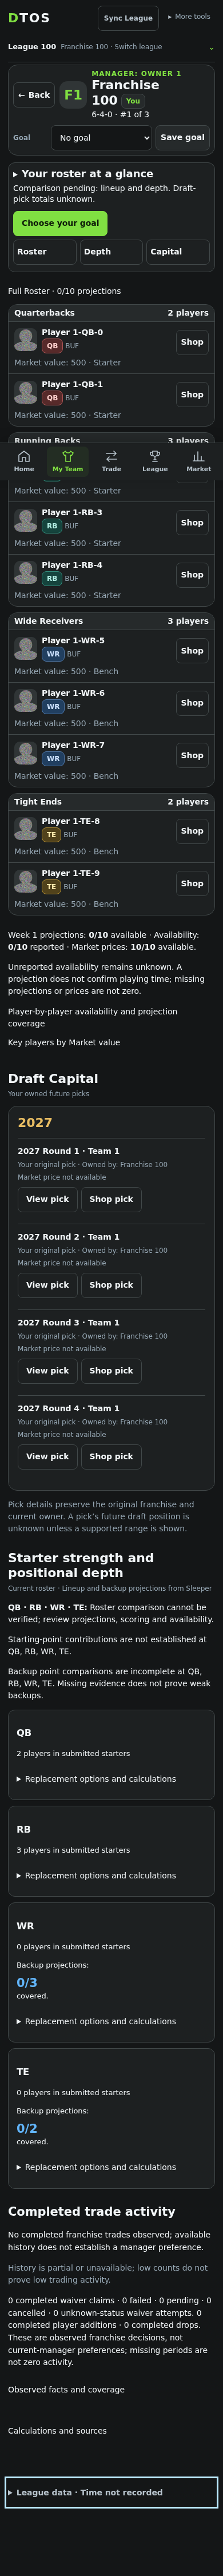 DTOS
Sync League
▸ More tools
League 100 Franchise 100 · Switch league
← Back
F1
MANAGER: OWNER 1
Franchise
100 You
6-4-0 · #1 of 3
Goal
No goal
Save goal
▸ Your roster at a glance
Comparison pending: lineup and depth. Draft-
pick totals unknown.
Choose your goal
Roster
Depth
Capital
Full Roster · 0/10 projections
Quarterbacks
2 players
Player 1-QB-0
QB BUF
Shop
Market value: 500 · Starter
Player 1-QB-1
QB BUF
Shop
Market value: 500 · Starter
Running Backs
3 players
Home
My Team
Trade
League
Market
Market value: 500 · Starter
Player 1-RB-3
RB BUF
Shop
Market value: 500 · Starter
Player 1-RB-4
RB BUF
Shop
Market value: 500 · Starter
Wide Receivers
3 players
Player 1-WR-5
WR BUF
Shop
Market value: 500 · Bench
Player 1-WR-6
WR BUF
Shop
Market value: 500 · Bench
Player 1-WR-7
WR BUF
Shop
Market value: 500 · Bench
Tight Ends
2 players
Player 1-TE-8
TE BUF
Shop
Market value: 500 · Bench
Player 1-TE-9
TE BUF
Shop
Market value: 500 · Bench
Week 1 projections: 0/10 available · Availability:
0/10 reported · Market prices: 10/10 available.
Unreported availability remains unknown. A
projection does not confirm playing time; missing
projections or prices are not zero.
Player-by-player availability and projection
coverage
Key players by Market value
Draft Capital
Your owned future picks
2027
2027 Round 1 · Team 1
Your original pick · Owned by: Franchise 100
Market price not available
View pick
Shop pick
2027 Round 2 · Team 1
Your original pick · Owned by: Franchise 100
Market price not available
View pick
Shop pick
2027 Round 3 · Team 1
Your original pick · Owned by: Franchise 100
Market price not available
View pick
Shop pick
2027 Round 4 · Team 1
Your original pick · Owned by: Franchise 100
Market price not available
View pick
Shop pick
Pick details preserve the original franchise and
current owner. A pick's future draft position is
unknown unless a supported range is shown.
Starter strength and
positional depth
Current roster · Lineup and backup projections from Sleeper
QB · RB · WR · TE: Roster comparison cannot be
verified; review projections, scoring and availability.
Starting-point contributions are not established at
QB, RB, WR, TE.
Backup point comparisons are incomplete at QB,
RB, WR, TE. Missing evidence does not prove weak
backups.
QB
2 players in submitted starters
▸ Replacement options and calculations
RB
3 players in submitted starters
▸ Replacement options and calculations
WR
0 players in submitted starters
Backup projections:
0/3
covered.
▸ Replacement options and calculations
TE
0 players in submitted starters
Backup projections:
0/2
covered.
▸ Replacement options and calculations
Completed trade activity
No completed franchise trades observed; available
history does not establish a manager preference.
History is partial or unavailable; low counts do not
prove low trading activity.
0 completed waiver claims · 0 failed · 0 pending · 0
cancelled · 0 unknown-status waiver attempts. 0
completed player additions · 0 completed drops.
These are observed franchise decisions, not
current-manager preferences; missing periods are
not zero activity.
Observed facts and coverage
Calculations and sources
▸ League data · Time not recorded